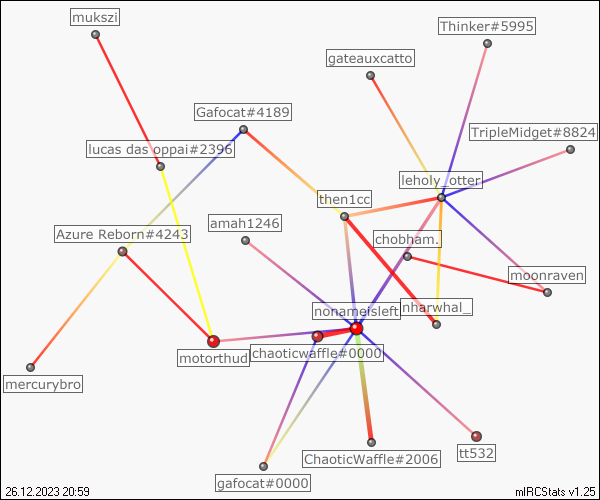 mukszi
Thinker#5995
gateauxcatto
Gafocat#4189
TripleMidget#8824
lucas das oppai#2396
leholy_otter
then1cc
amah1246
Azure Reborn#4243
chobham.
moonraven
nonameisleft
nharwhal_
motorthud
chaoticwaffle#0000
mercurybro
tt532
ChaoticWaffle#2006
gafocat#0000
26.12.2023 20:59
mIRCStats v1.25